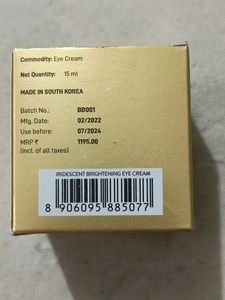 Commodity: Eye Cream
Net Quantity: 15 ml
MADE IN SOUTH KOREA
Batch No.: BB001
Mfg. Date: 02/2022
Use before: 07/2024
MRP ₹ 1195.00
(incl. of all taxes)
IRIDESCENT BRIGHTENING EYE CREAM
8 906095 885077